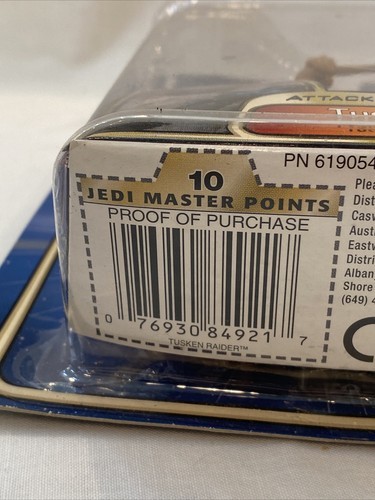 ATTACK
PN 619054
10
JEDI MASTER POINTS
PROOF OF PURCHASE
0 76930 84921 7
TUSKEN RAIDER™
Plea
Dist
Casw
Aust
Eastw
Distri
Alban
Shore
(649) 4